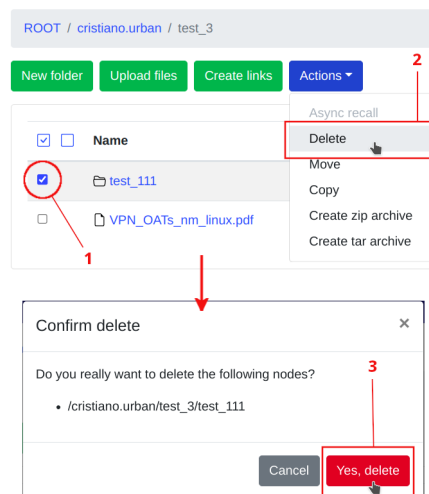 ROOT / cristiano.urban / test_3
2
New folder Upload files Create links Actions
Async recall
Delete
Name
Move
test_111
Copy
VPN_OATs_nm_linux.pdf
Create zip archive
Create tar archive
1
Confirm delete ×
Do you really want to delete the following nodes?
3
• /cristiano.urban/test_3/test_111
Cancel Yes, delete